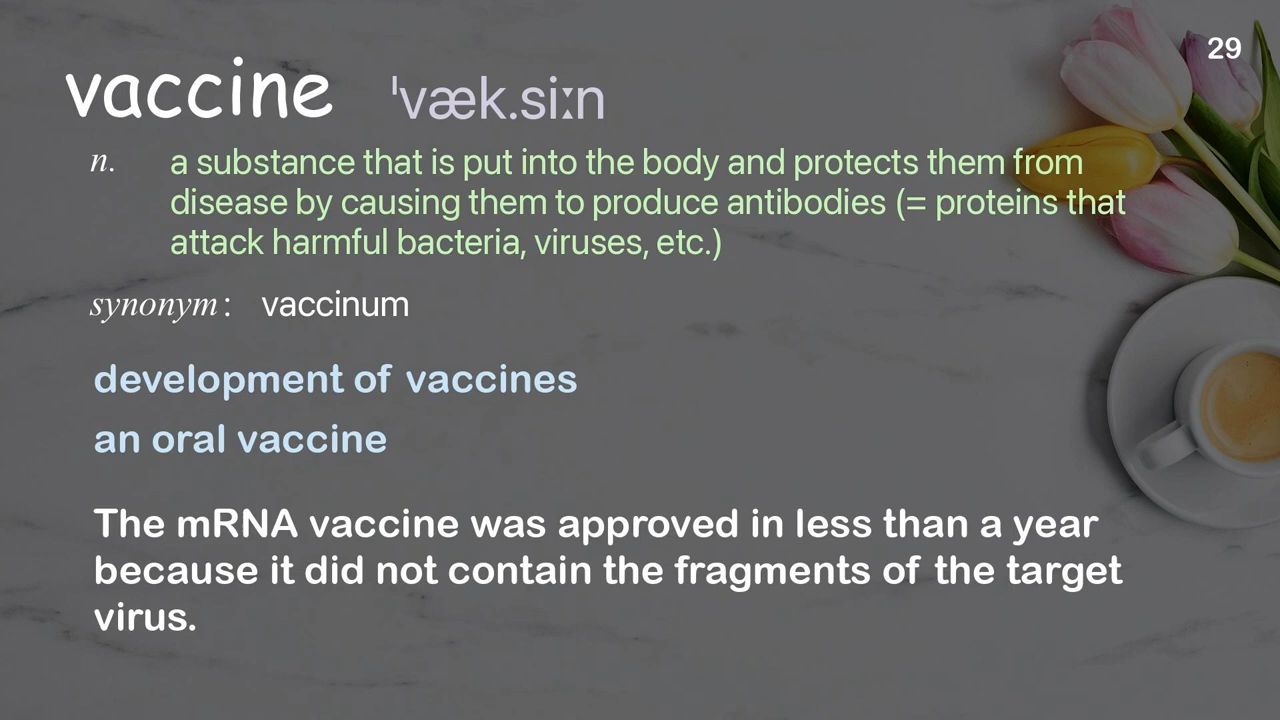 29
vaccine ˈvæk.siːn
n. a substance that is put into the body and protects them from
disease by causing them to produce antibodies (= proteins that
attack harmful bacteria, viruses, etc.)
synonym: vaccinum
development of vaccines
an oral vaccine
The mRNA vaccine was approved in less than a year
because it did not contain the fragments of the target
virus.